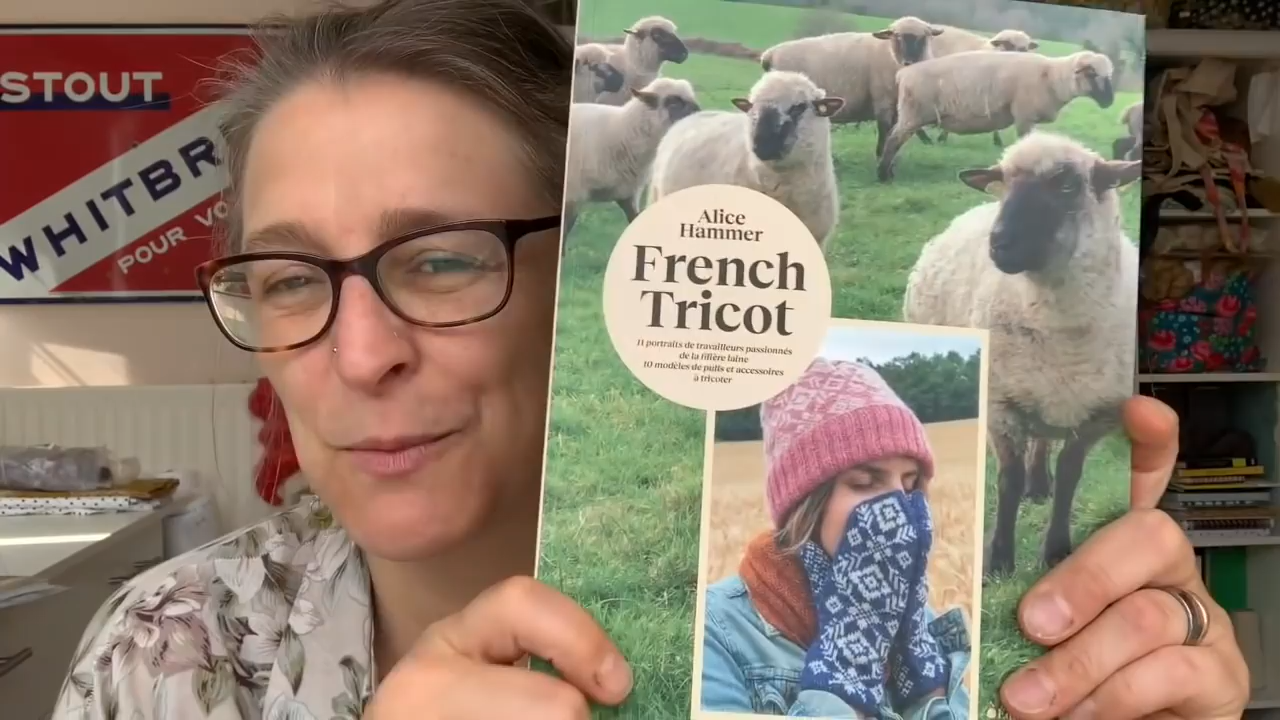 STOUT
WHITBR
POUR VO
Alice
Hammer
French
Tricot
11 portraits de travailleurs passionnés
de la filière laine
10 modèles de pulls et accessoires
à tricoter